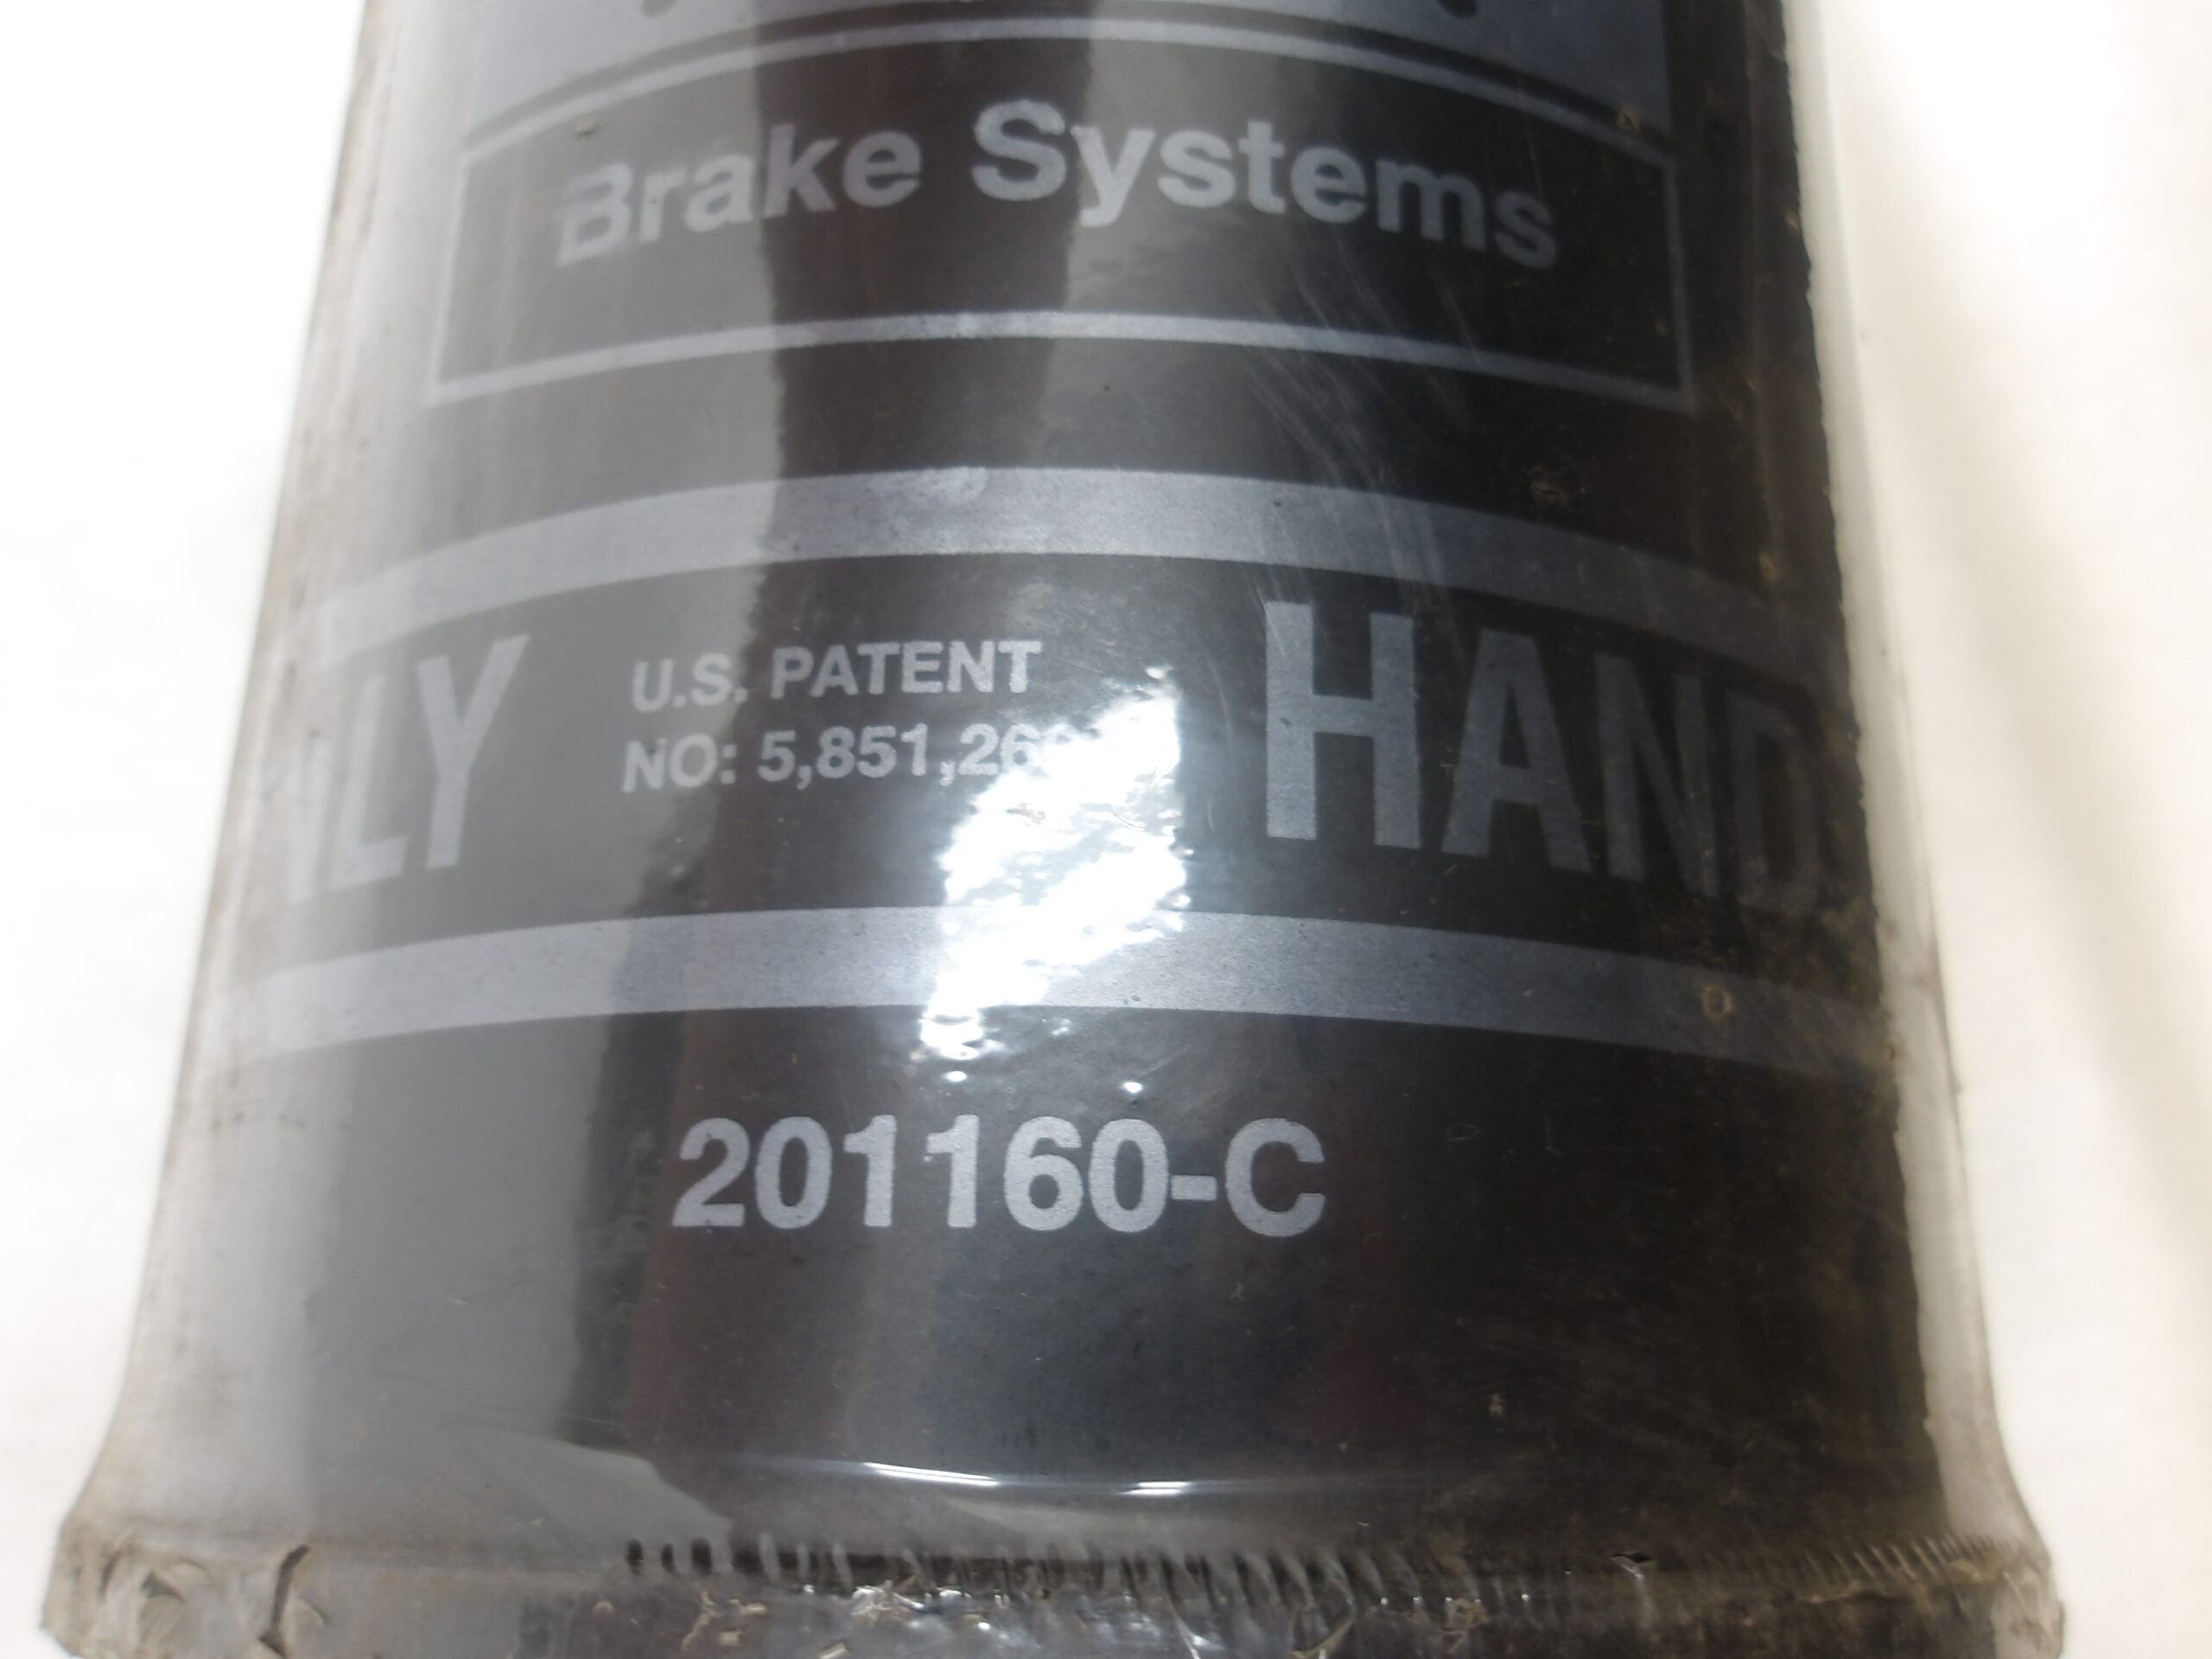 Brake Systems
NLY
U.S. PATENT
NO: 5,851,26
HAND
201160-C